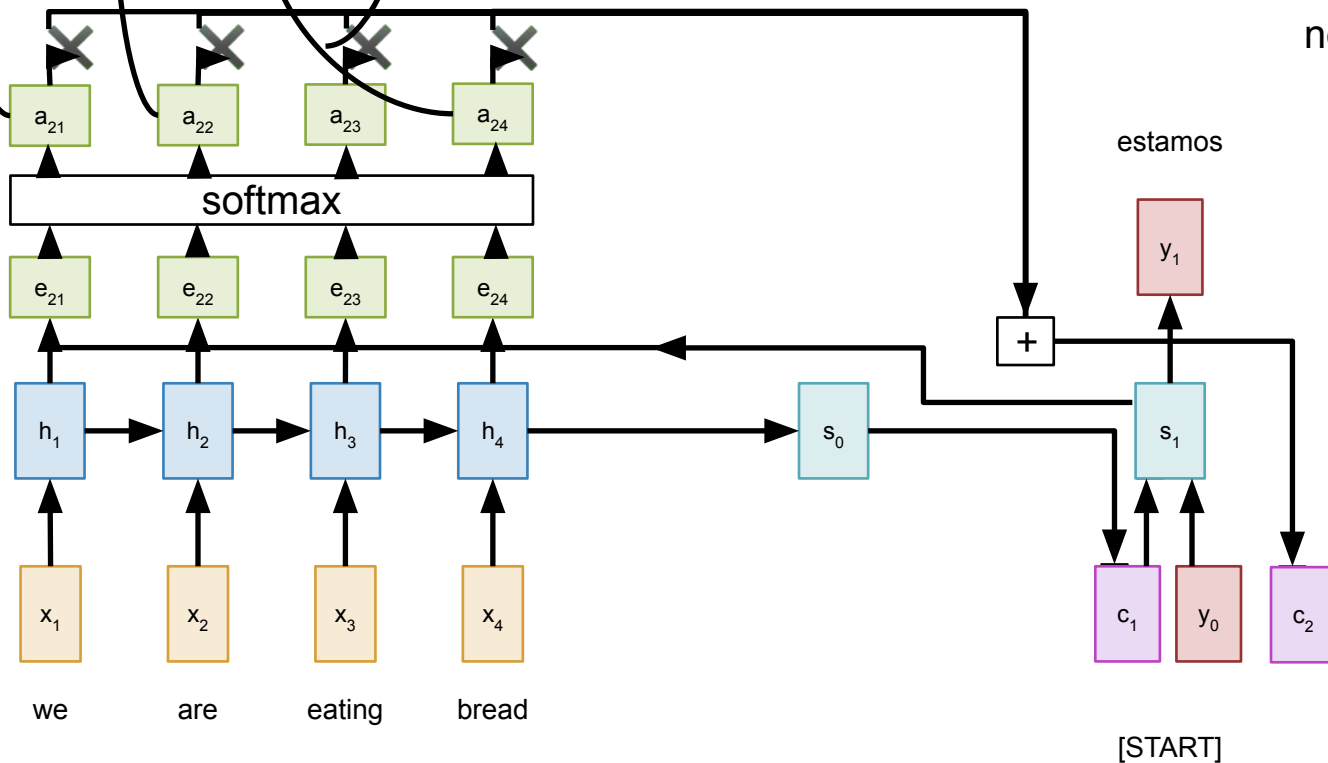 n
a21 a22 a23 a24
estamos
softmax
y1
e21 e22 e23 e24
+
h1 h2 h3 h4 s0 s1
x1 x2 x3 x4 c1 y0 c2
we are eating bread
[START]